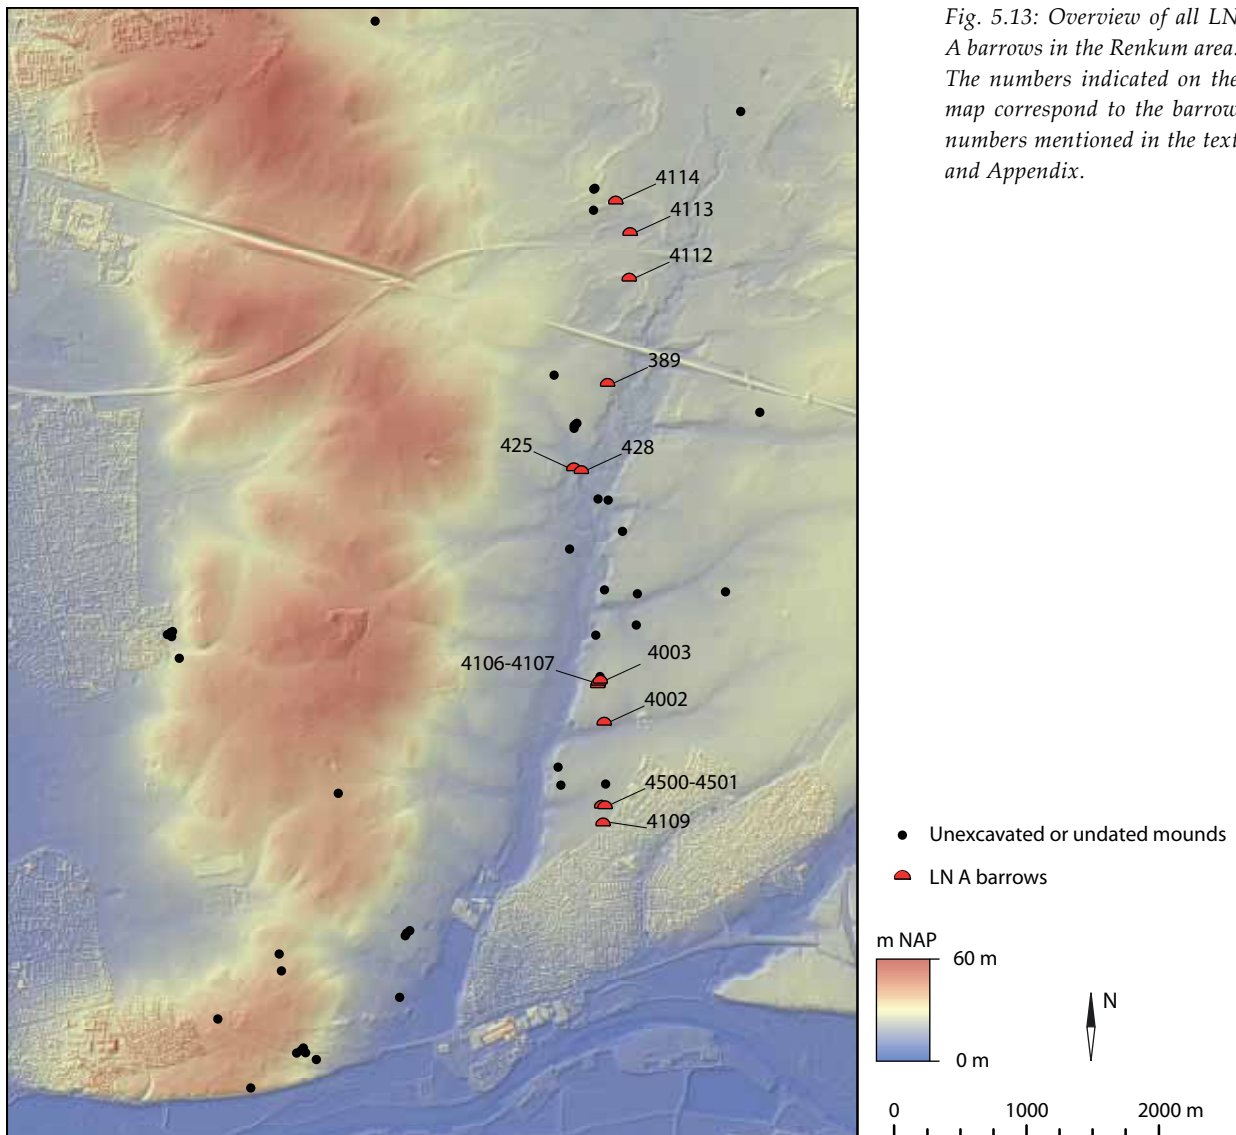 Fig. 5.13: Overview of all LN
A barrows in the Renkum area.
The numbers indicated on the
map correspond to the barrow
numbers mentioned in the text
and Appendix.
4114
4113
4112
389
425
428
4106-4107
4003
4002
4500-4501
4109
Unexcavated or undated mounds
LN A barrows
m NAP
60 m
0 m
N
0 1000 2000 m